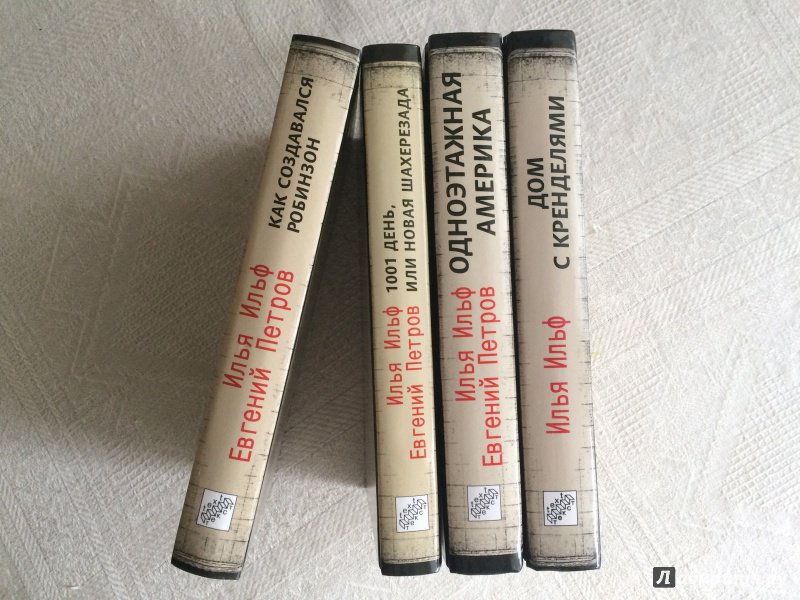 КАК СОЗДАВАЛСЯ
РОБИНЗОН
Илья Ильф
Евгений Петров
1001 ДЕНЬ,
ИЛИ НОВАЯ ШАХЕРЕЗАДА
Илья Ильф
Евгений Петров
ОДНОЭТАЖНАЯ
АМЕРИКА
Илья Ильф
Евгений Петров
ДОМ
С КРЕНДЕЛЯМИ
Илья Ильф